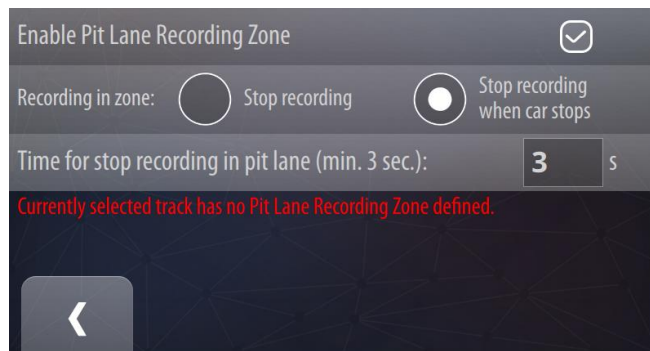 Enable Pit Lane Recording Zone
Recording in zone:
Stop recording
Stop recording
when car stops
Time for stop recording in pit lane (min. 3 sec.):
3 s
Currently selected track has no Pit Lane Recording Zone defined.